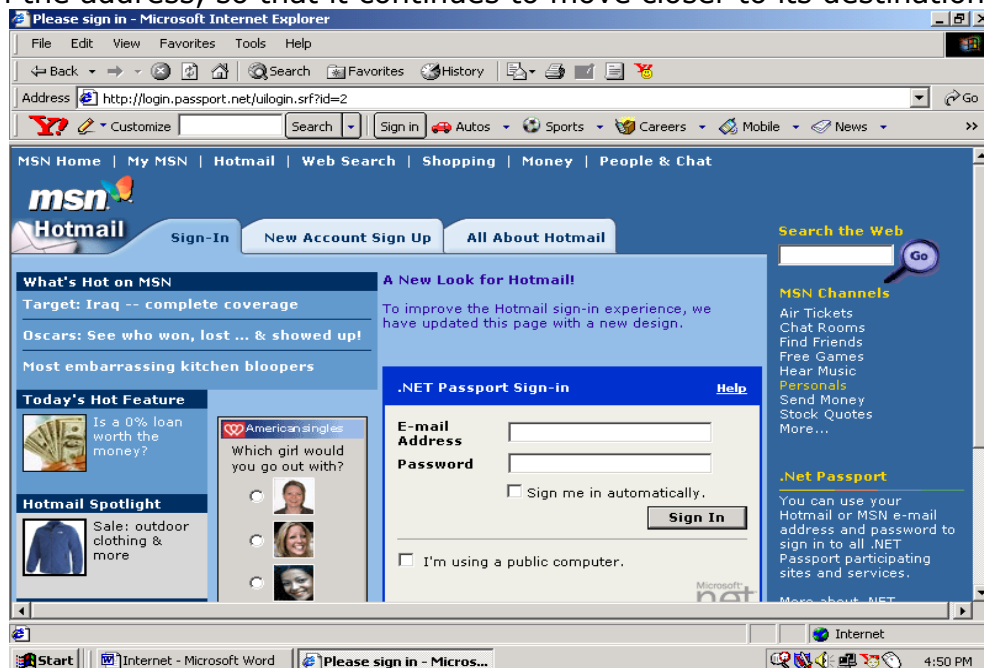 the address, so that it continues to move closer to its destination
Please sign in - Microsoft Internet Explorer
File Edit View Favorites Tools Help
Back Search Favorites History
Address http://login.passport.net/uilogin.srf?id=2 Go
Y! Customize Search Sign in Autos Sports Careers Mobile News >>
MSN Home | My MSN | Hotmail | Web Search | Shopping | Money | People & Chat
msn
Hotmail
Sign-In New Account Sign Up All About Hotmail
Search the Web
Go
What's Hot on MSN
Target: Iraq -- complete coverage
Oscars: See who won, lost ... & showed up!
Most embarrassing kitchen bloopers
Today's Hot Feature
Is a 0% loan
worth the
money?
Hotmail Spotlight
Sale: outdoor
clothing &
more
Americansingles
Which girl would
you go out with?
A New Look for Hotmail!
To improve the Hotmail sign-in experience, we
have updated this page with a new design.
.NET Passport Sign-in Help
E-mail
Address
Password
Sign me in automatically.
Sign In
I'm using a public computer.
Microsoft
net
MSN Channels
Air Tickets
Chat Rooms
Find Friends
Free Games
Hear Music
Personals
Send Money
Stock Quotes
More...
.Net Passport
You can use your
Hotmail or MSN e-mail
address and password to
sign in to all .NET
Passport participating
sites and services.
More about .NET
Internet
Start Internet - Microsoft Word Please sign in - Micros... 4:50 PM